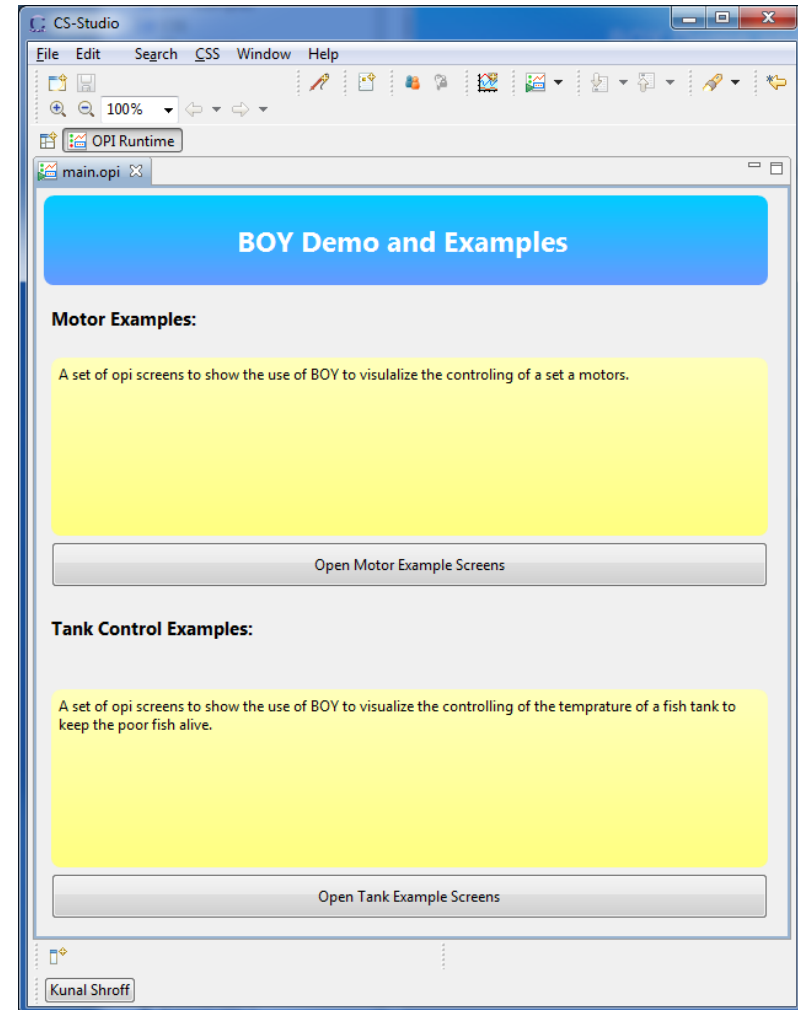 CS-Studio
File Edit Search CSS Window Help
100%
OPI Runtime
main.opi
BOY Demo and Examples
Motor Examples:
A set of opi screens to show the use of BOY to visulalize the controling of a set a motors.
Open Motor Example Screens
Tank Control Examples:
A set of opi screens to show the use of BOY to visualize the controlling of the temprature of a fish tank to
keep the poor fish alive.
Open Tank Example Screens
Kunal Shroff